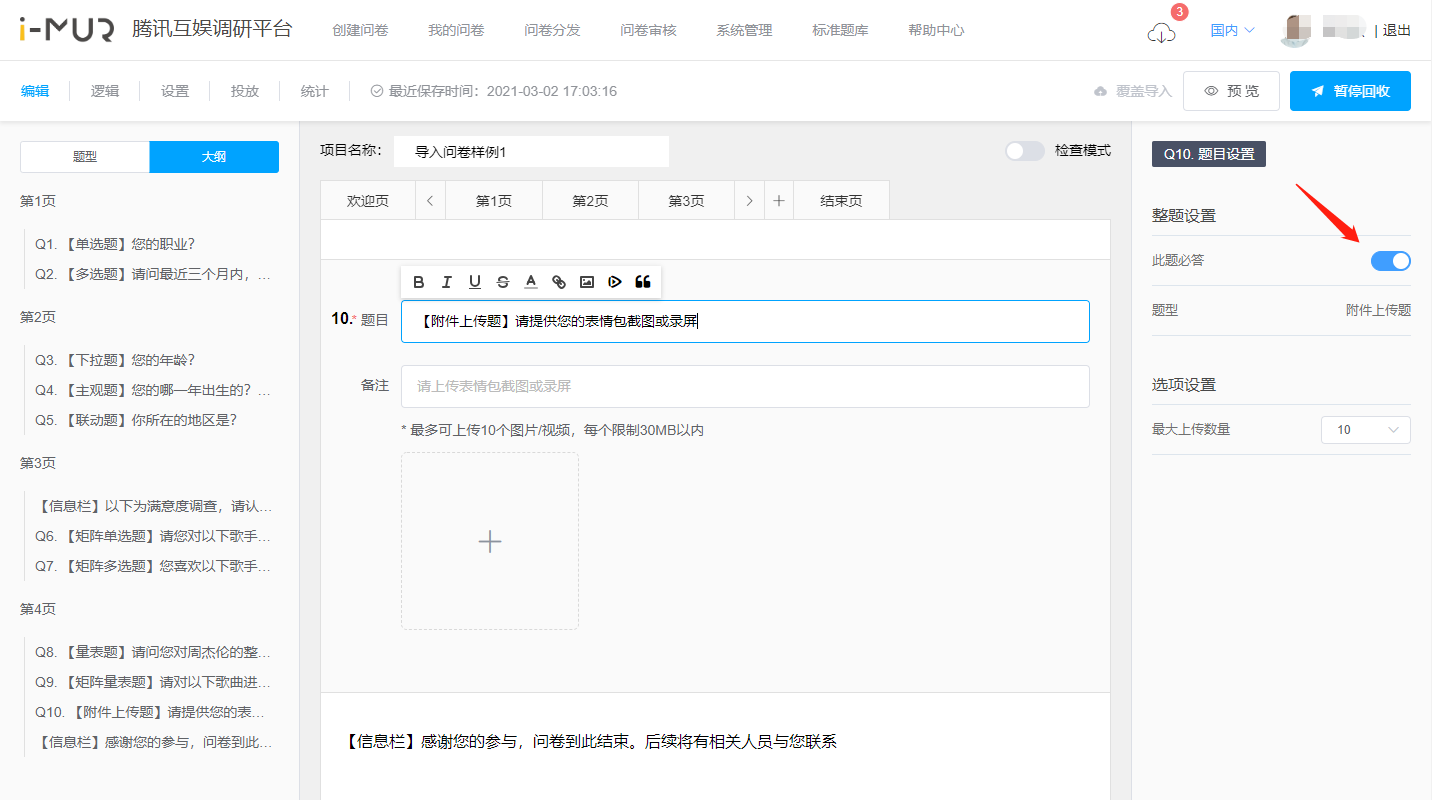 i-MUR 腾讯互娱调研平台 创建问卷 我的问卷 问卷分发 问卷审核 系统管理 标准题库 帮助中心 3 国内 | 退出
编辑 逻辑 设置 投放 统计 最近保存时间：2021-03-02 17:03:16 覆盖导入 预 览 暂停回收
题型 大纲
第1页
Q1. 【单选题】您的职业？
Q2. 【多选题】请问最近三个月内，...
第2页
Q3. 【下拉题】您的年龄？
Q4. 【主观题】您的哪一年出生的？...
Q5. 【联动题】你所在的地区是？
第3页
【信息栏】以下为满意度调查，请认...
Q6. 【矩阵单选题】请您对以下歌手...
Q7. 【矩阵多选题】您喜欢以下歌手...
第4页
Q8. 【量表题】请问您对周杰伦的整...
Q9. 【矩阵量表题】请对以下歌曲进...
Q10. 【附件上传题】请提供您的表...
【信息栏】感谢您的参与，问卷到此...
项目名称： 导入问卷样例1 检查模式
欢迎页 < 第1页 第2页 第3页 > + 结束页
B I U S A
10.* 题目 【附件上传题】请提供您的表情包截图或录屏
备注 请上传表情包截图或录屏
* 最多可上传10个图片/视频，每个限制30MB以内
【信息栏】感谢您的参与，问卷到此结束。后续将有相关人员与您联系
Q10. 题目设置
整题设置
此题必答
题型 附件上传题
选项设置
最大上传数量 10